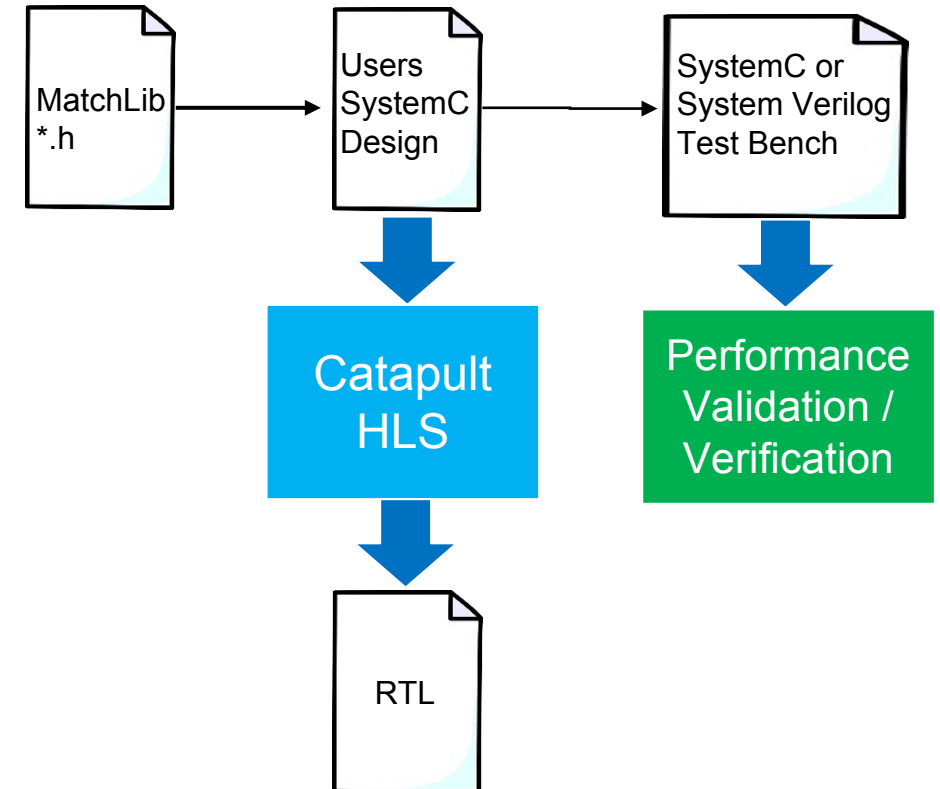 MatchLib
*.h
Users
SystemC
Design
SystemC or
System Verilog
Test Bench
Catapult
HLS
Performance
Validation /
Verification
RTL